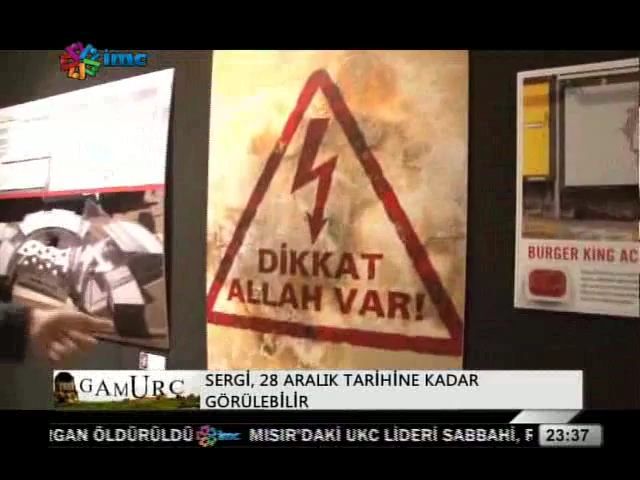 imc
DİKKAT
ALLAH VAR!
BURGER KING AC
GAMURC
SERGİ, 28 ARALIK TARİHİNE KADAR
GÖRÜLEBİLİR
RGAN ÖLDÜRÜLDÜ imc MISIR'DAKİ UKC LİDERİ SABBAHİ, F 23:37